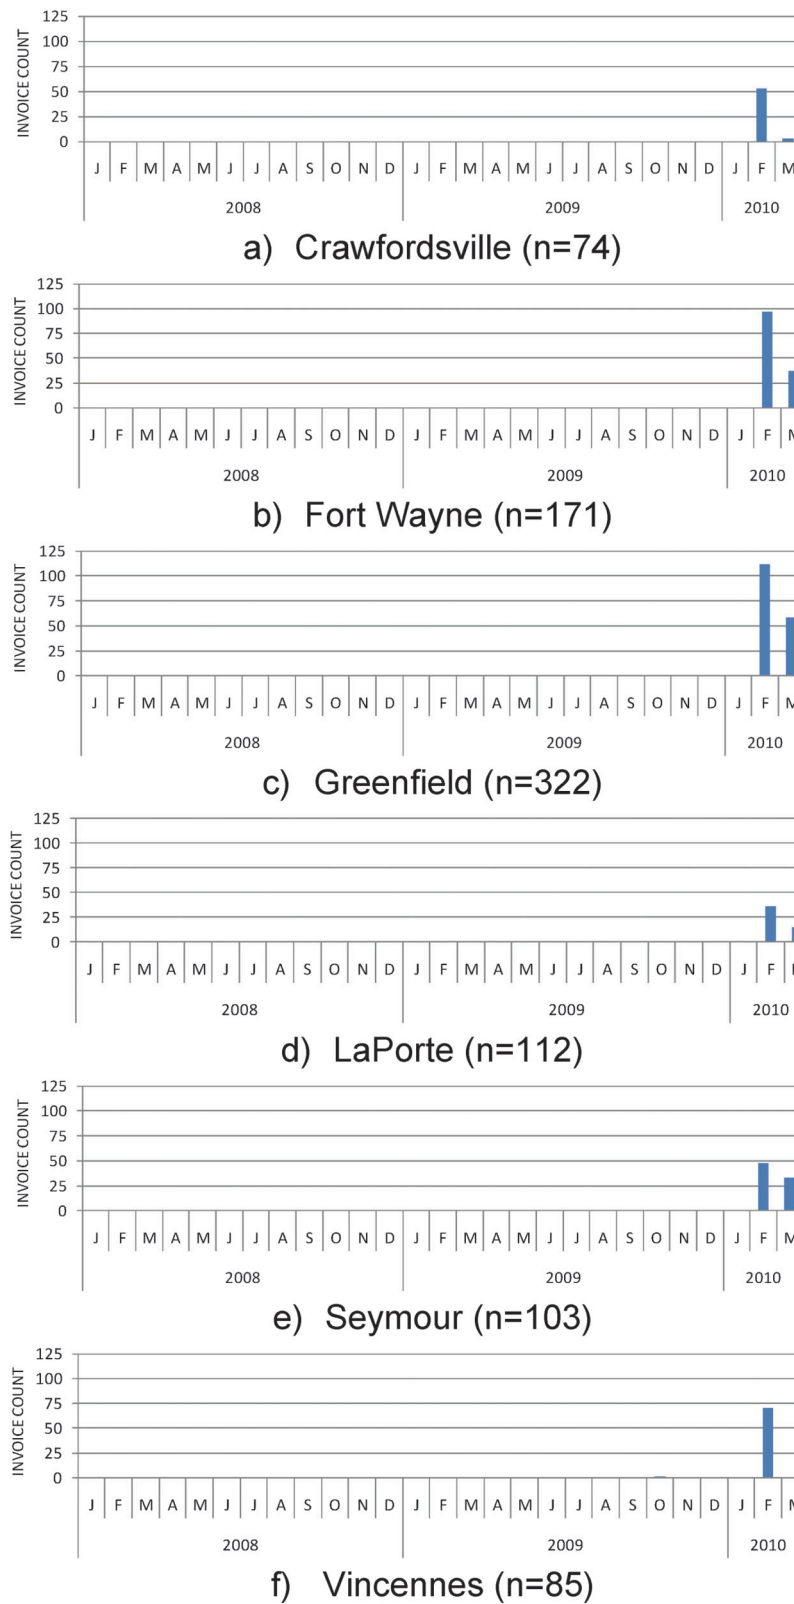 INVOICE COUNT
125
100
75
50
25
0
J F M A M J J A S O N D J F M A M J J A S O N D J F M
2008 2009 2010
a) Crawfordsville (n=74)
INVOICE COUNT
125
100
75
50
25
0
J F M A M J J A S O N D J F M A M J J A S O N D J F M
2008 2009 2010
b) Fort Wayne (n=171)
INVOICE COUNT
125
100
75
50
25
0
J F M A M J J A S O N D J F M A M J J A S O N D J F M
2008 2009 2010
c) Greenfield (n=322)
INVOICE COUNT
125
100
75
50
25
0
J F M A M J J A S O N D J F M A M J J A S O N D J F
2008 2009 2010
d) LaPorte (n=112)
INVOICE COUNT
125
100
75
50
25
0
J F M A M J J A S O N D J F M A M J J A S O N D J F M
2008 2009 2010
e) Seymour (n=103)
INVOICE COUNT
125
100
75
50
25
0
J F M A M J J A S O N D J F M A M J J A S O N D J F M
2008 2009 2010
f) Vincennes (n=85)